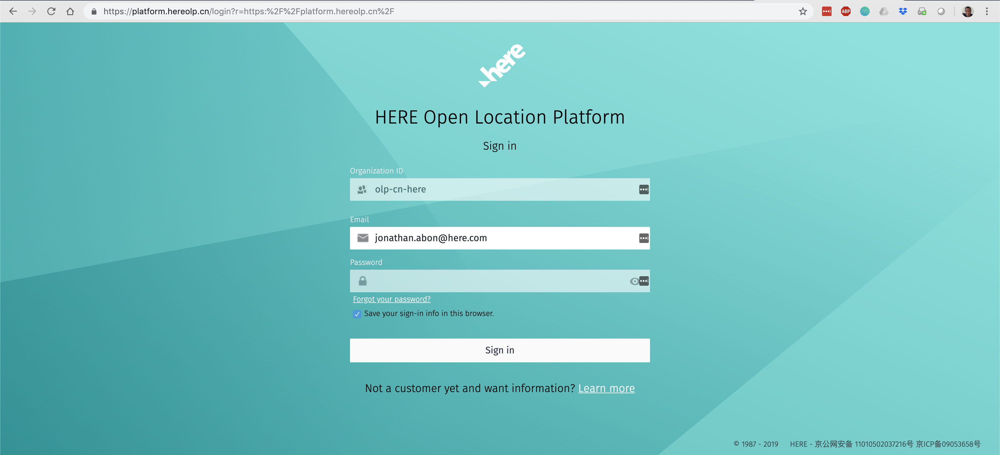 https://platform.hereolp.cn/login?r=https:%2F%2Fplatform.hereolp.cn%2F
ABP
m
here
HERE Open Location Platform
Sign in
Organization ID
olp-cn-here
Email
jonathan.abon@here.com
Password
Forgot your password?
Save your sign-in info in this browser.
Sign in
Not a customer yet and want information? Learn more
© 1987 - 2019 HERE - 京公网安备 11010502037216号 京ICP备09053658号